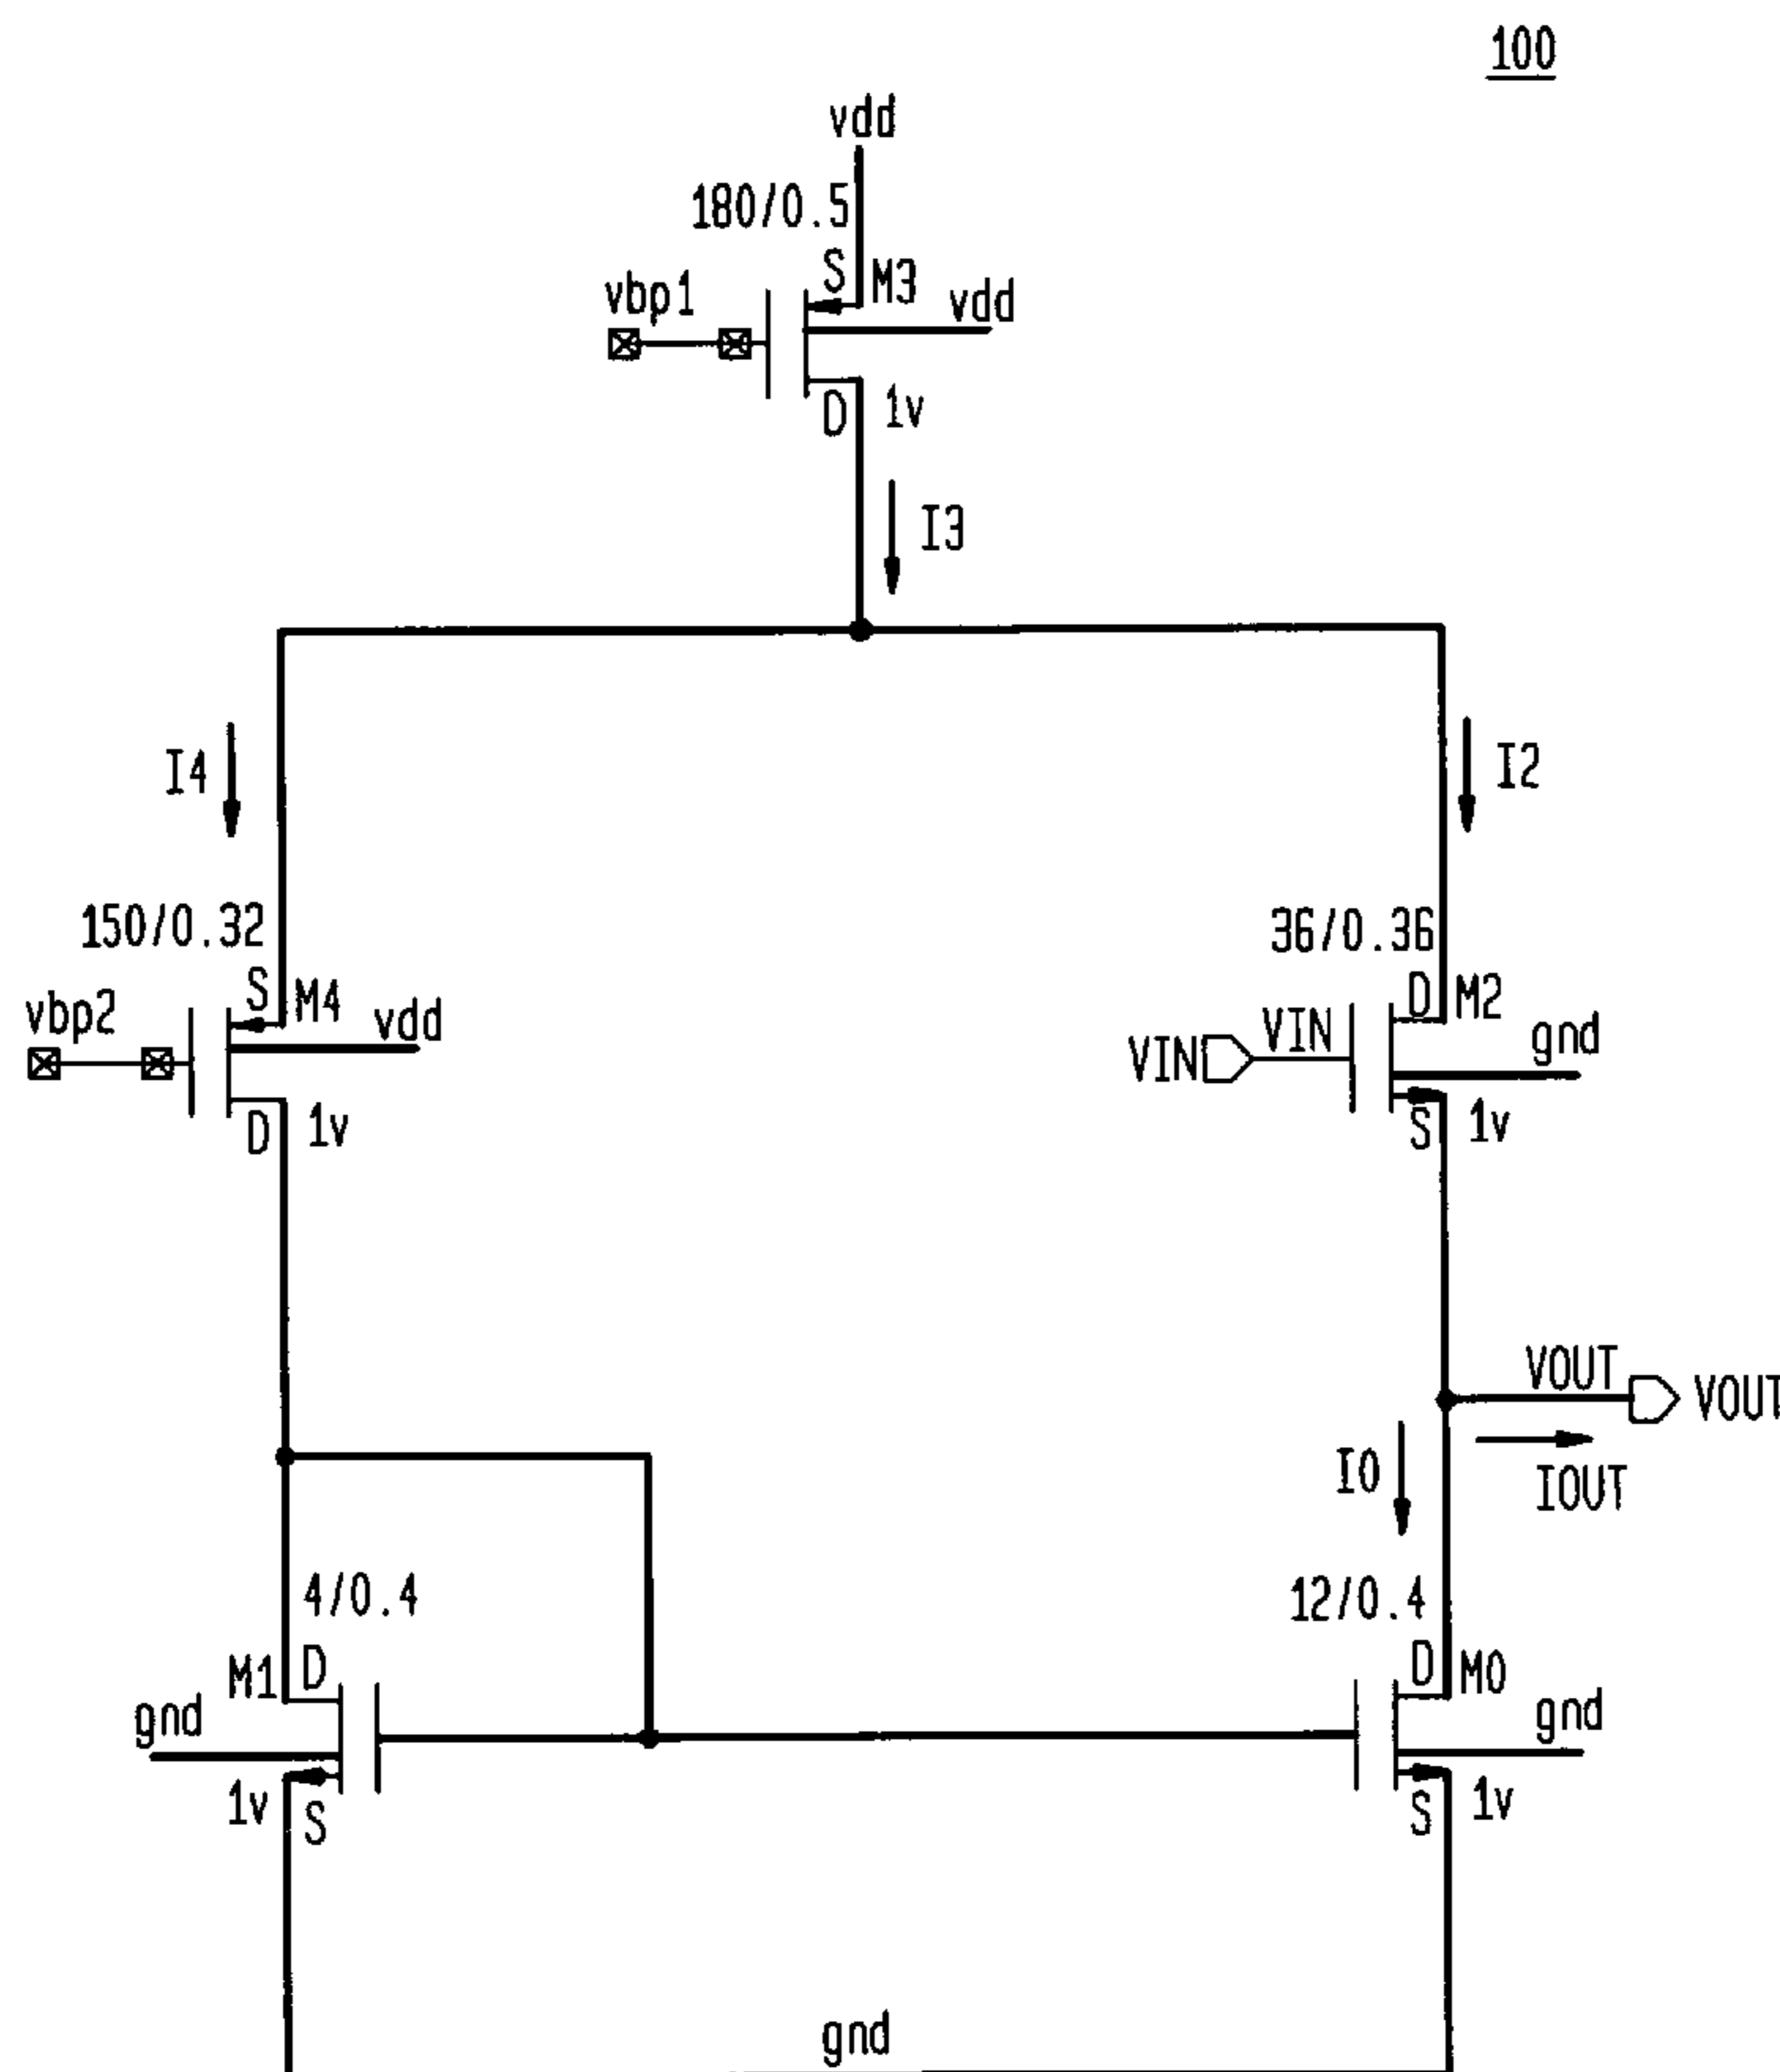 100
vdd
180/0.5
S
M3
vbp1
vdd
D
1v
I3
I4
I2
150/0.32
36/0.36
S
M4
D
M2
vbp2
vdd
VIN
VIN
gnd
D
1v
S
1v
VOUT
VOUT
I0
IOUT
4/0.4
12/0.4
M1
D
D
M0
gnd
gnd
1v
S
S
1v
gnd